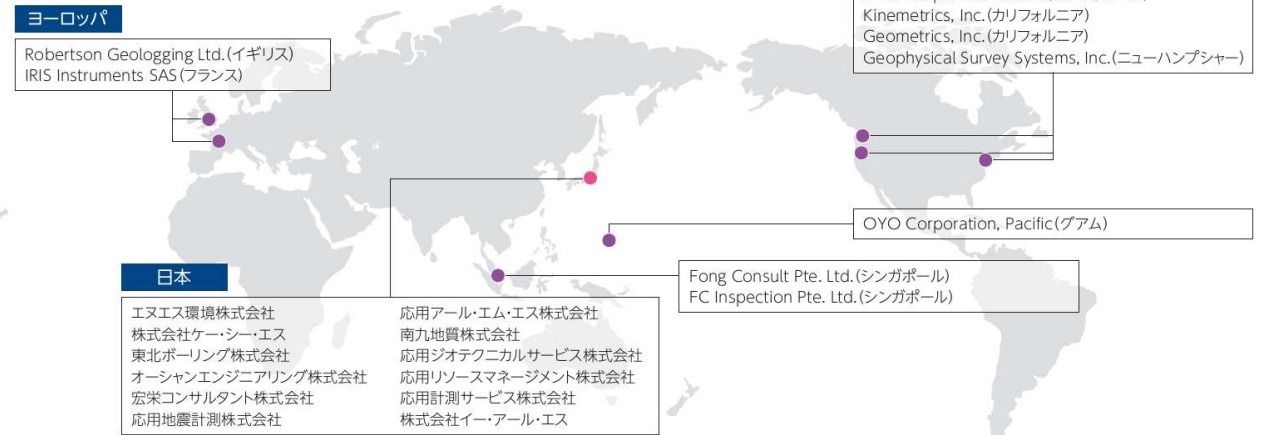 ヨーロッパ
Robertson Geologging Ltd.(イギリス)
IRIS Instruments SAS(フランス)
Kinemetrics, Inc.(カリフォルニア)
Geometrics, Inc.(カリフォルニア)
Geophysical Survey Systems, Inc.(ニューハンプシャー)
OYO Corporation, Pacific(グアム)
Fong Consult Pte. Ltd.(シンガポール)
FC Inspection Pte. Ltd.(シンガポール)
日本
エヌエス環境株式会社
株式会社ケー・シー・エス
東北ボーリング株式会社
オーシャンエンジニアリング株式会社
宏栄コンサルタント株式会社
応用地震計測株式会社
応用アール・エム・エス株式会社
南九地質株式会社
応用ジオテクニカルサービス株式会社
応用リソースマネージメント株式会社
応用計測サービス株式会社
株式会社イー・アール・エス